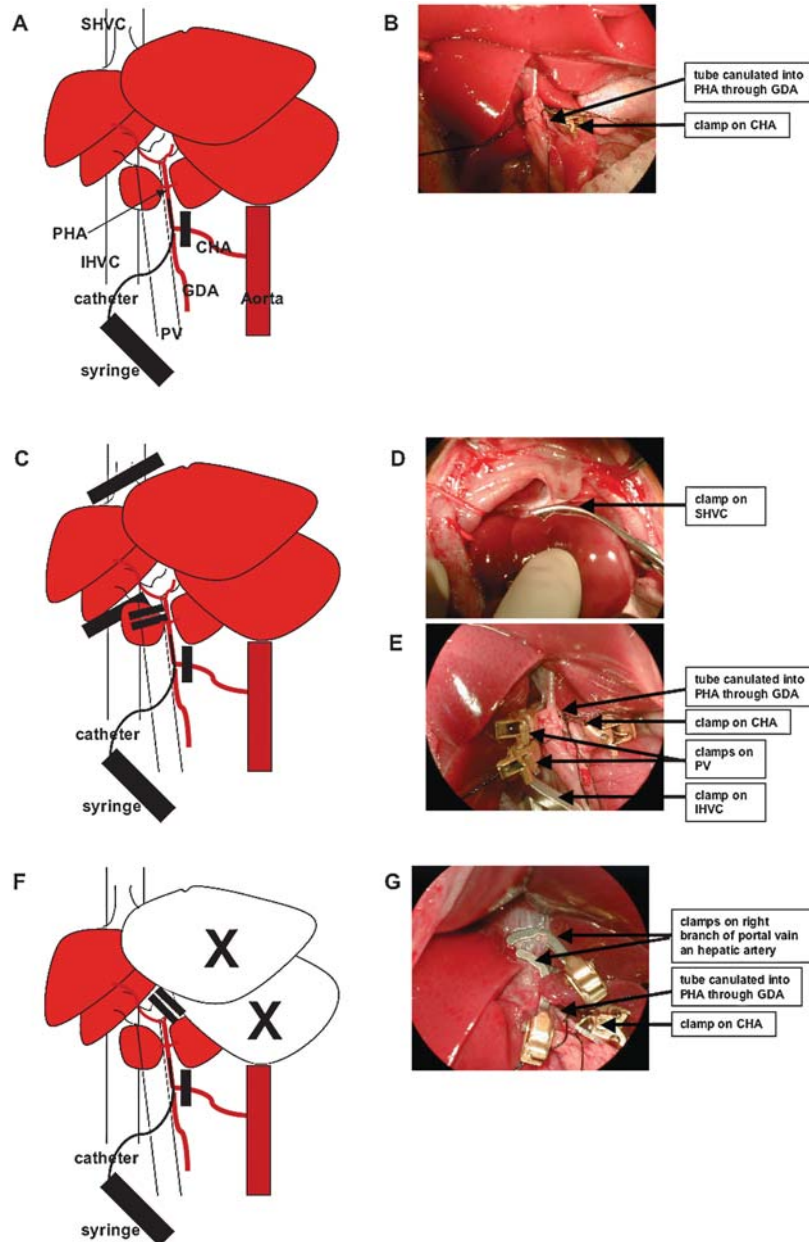 A
SHVC
PHA
IHVC
CHA
catheter
GDA
Aorta
PV
syringe
B
tube canulated into
PHA through GDA
clamp on CHA
C
catheter
syringe
D
clamp on
SHVC
E
tube canulated into
PHA through GDA
clamp on CHA
clamps on
PV
clamp on
IHVC
F
X
X
catheter
syringe
G
clamps on right
branch of portal vain
an hepatic artery
tube canulated into
PHA through GDA
clamp on CHA